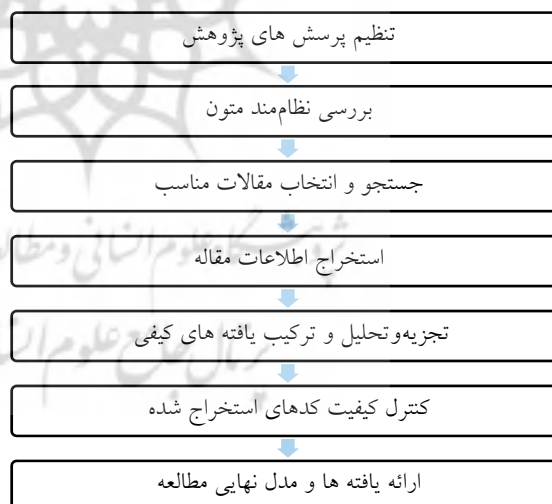 تنظیم پرسش های پژوهش
بررسی نظام‌مند متون
جستجو و انتخاب مقالات مناسب
استخراج اطلاعات مقاله
تجزیه‌وتحلیل و ترکیب یافته های کیفی
کنترل کیفیت کدهای استخراج شده
ارائه یافته ها و مدل نهایی مطالعه